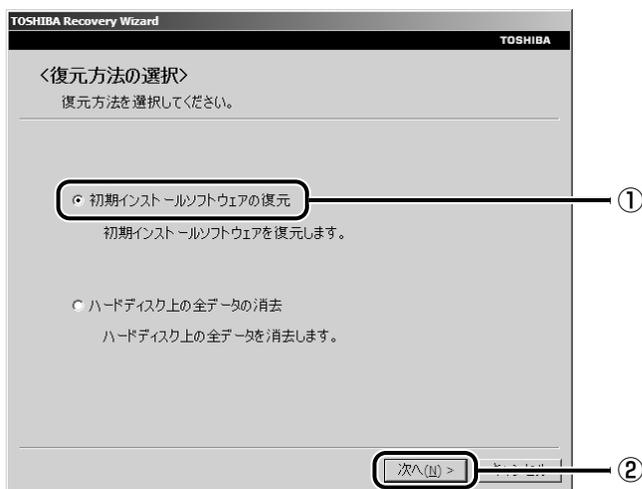 TOSHIBA Recovery Wizard
TOSHIBA
<復元方法の選択>
復元方法を選択してください。
初期インストールソフトウェアの復元
①
初期インストールソフトウェアを復元します。
ハードディスク上の全データの消去
ハードディスク上の全データを消去します。
次へ(N) >
②